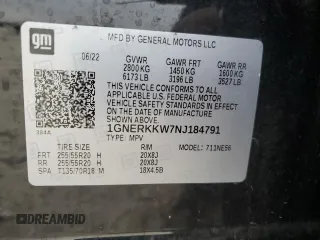 gm
MFD BY GENERAL MOTORS LLC
06/22 GVWR GAWR FRT GAWR RR
2800 KG 1450 KG 1600 KG
6173 LB 3196 LB 3527 LB
THIS VEHICLE CONFORMS TO ALL
APPLICABLE U.S. FEDERAL MOTOR
VEHICLE SAFETY AND THEFT
PREVENTION STANDARDS IN EFFECT
ON THE DATE OF MANUFACTURE
SHOWN ABOVE.
1GNERKKW7NJ184791
TYPE: MPV
TIRE SIZE RIM
FRT 255/55R20 H 20X8J
RR 255/55R20 H 20X8J
SPA T135/70R18 M 18X4.5B